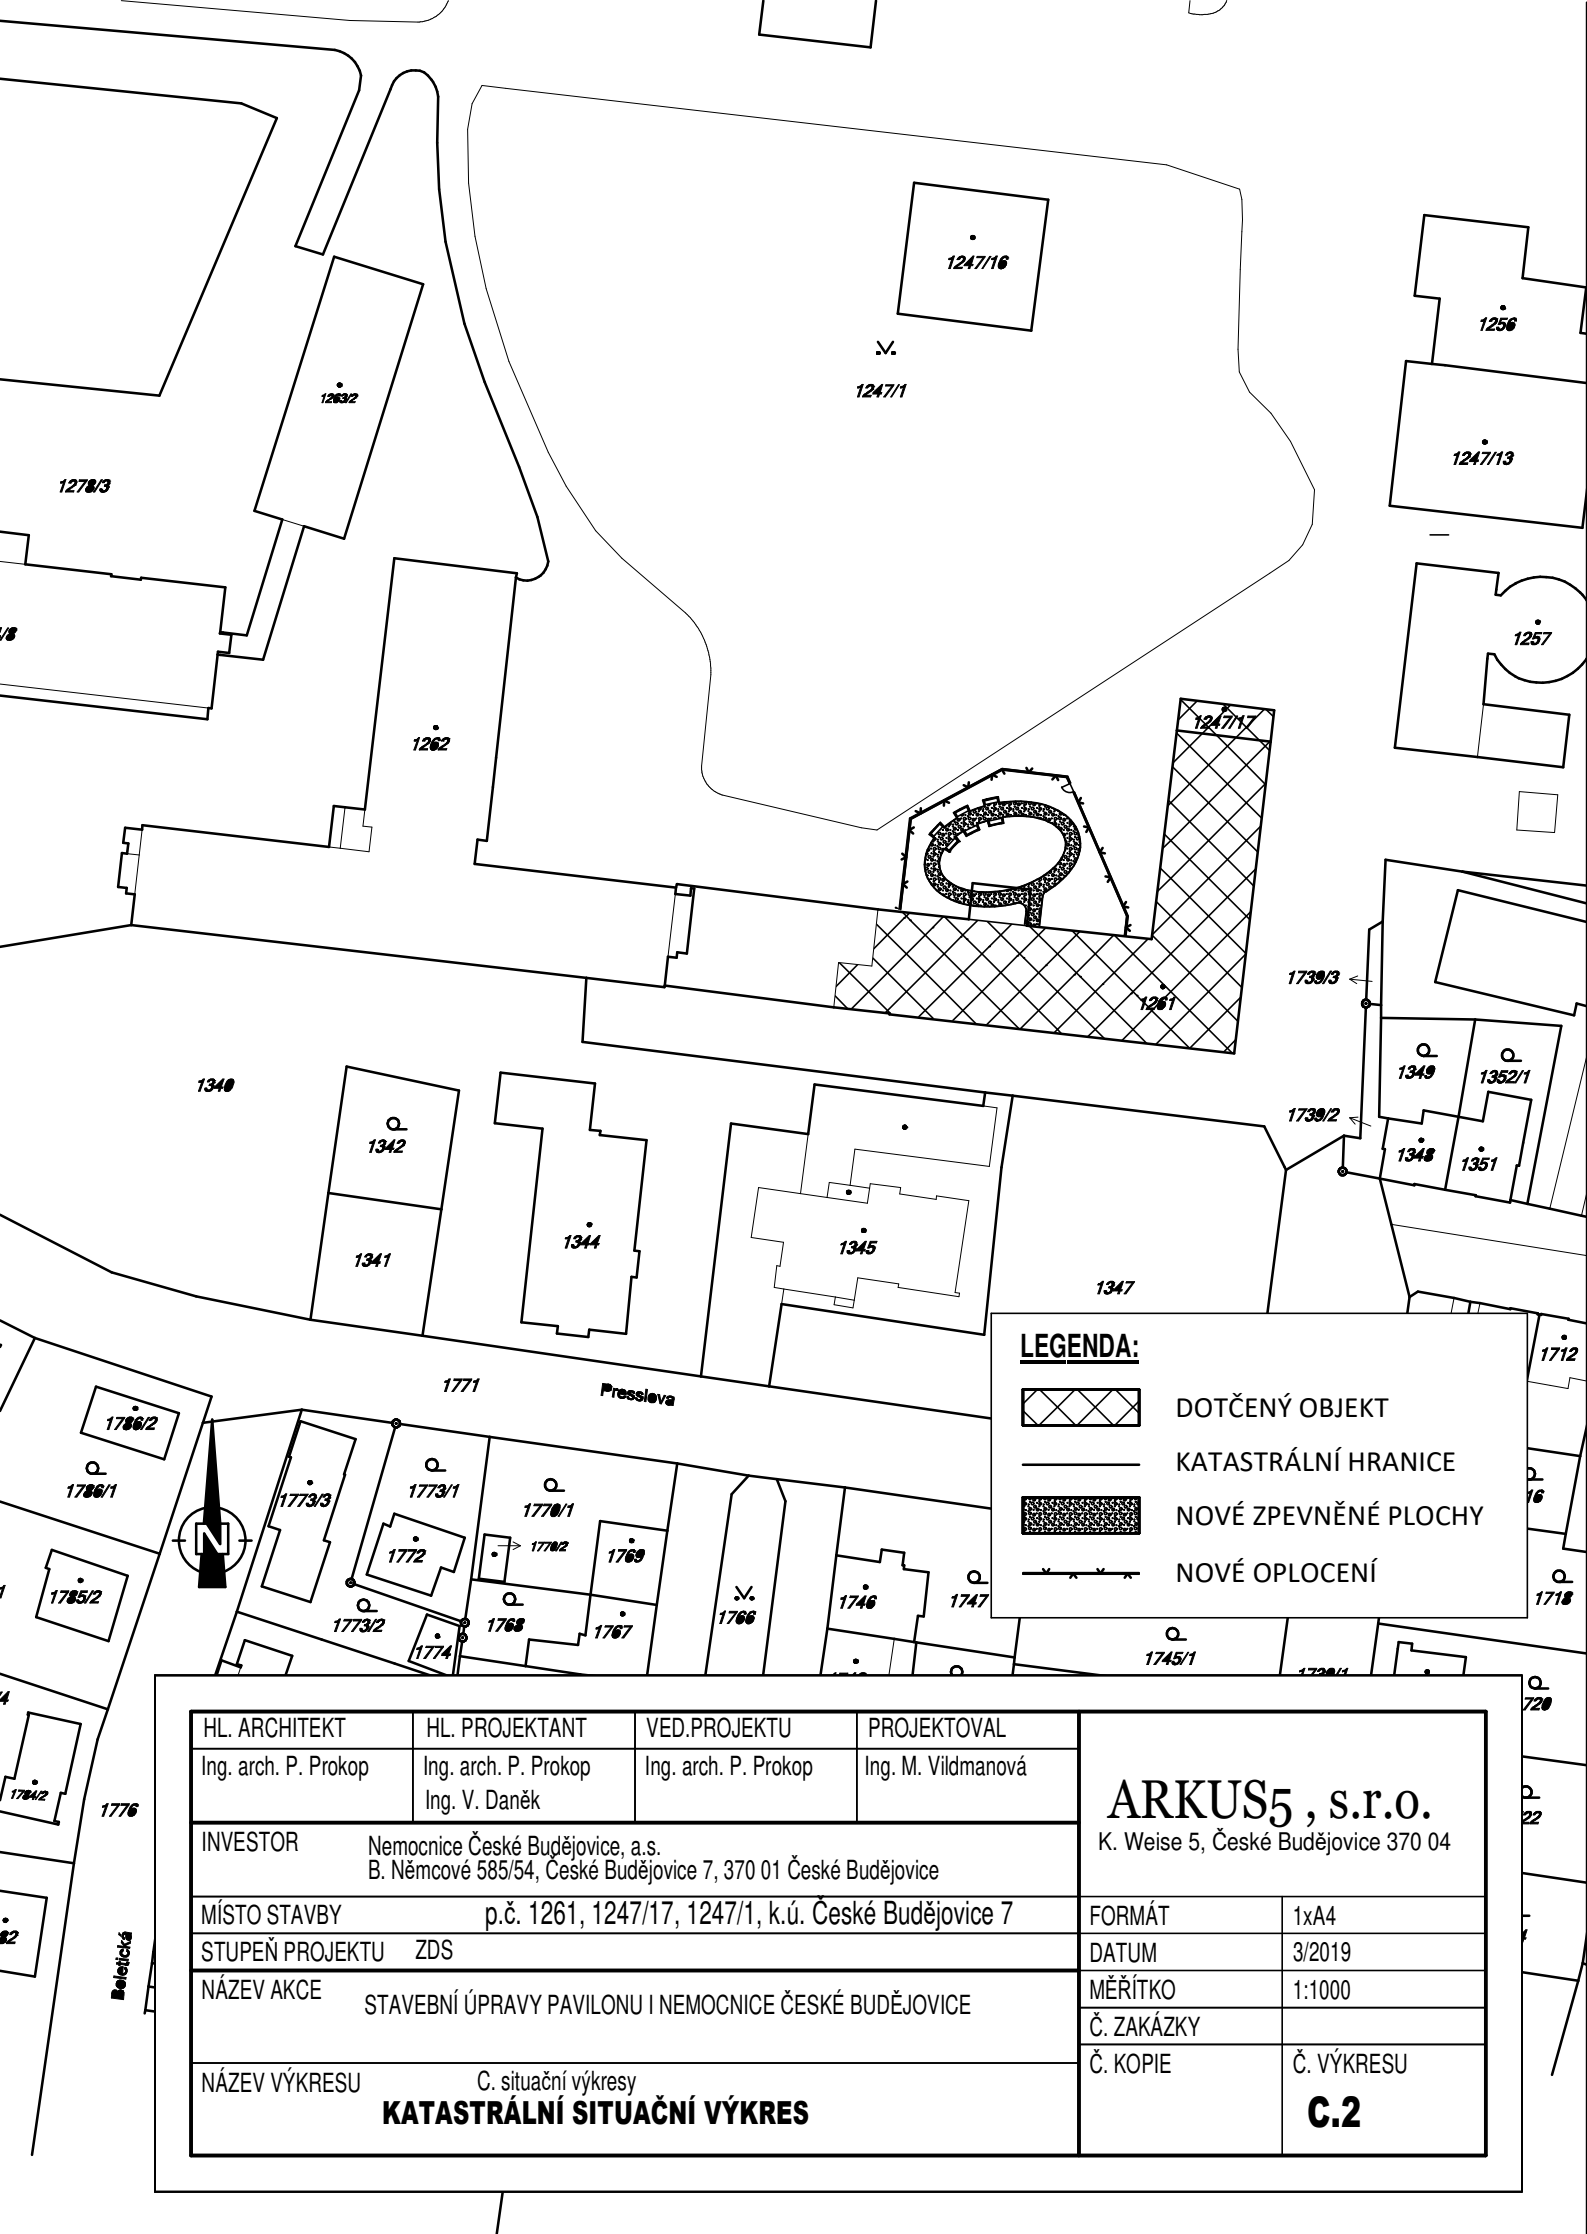 1247/16
1256
1247/1
1263/2
1247/13
1278/3
1257
1247/17
1262
1739/3
1261
1349
1352/1
1340
1739/2
1342
1348
1351
1344
1345
1341
1347
LEGENDA:
DOTČENÝ OBJEKT
KATASTRÁLNÍ HRANICE
NOVÉ ZPEVNĚNÉ PLOCHY
NOVÉ OPLOCENÍ
1712
1771
Presslova
1786/2
1786/1
1773/3
1773/1
1770/1
N
1772
1770/2
1769
16
1785/2
1773/2
1768
1767
1766
1746
1747
1718
1774
1745/1
720
1784/2
1776
22
Beletická
HL. ARCHITEKT
HL. PROJEKTANT
VED.PROJEKTU
PROJEKTOVAL
Ing. arch. P. Prokop
Ing. arch. P. Prokop
Ing. V. Daněk
Ing. arch. P. Prokop
Ing. M. Vildmanová
ARKUS5 , s.r.o.
K. Weise 5, České Budějovice 370 04
INVESTOR
Nemocnice České Budějovice, a.s.
B. Němcové 585/54, České Budějovice 7, 370 01 České Budějovice
MÍSTO STAVBY p.č. 1261, 1247/17, 1247/1, k.ú. České Budějovice 7
STUPEŇ PROJEKTU ZDS
NÁZEV AKCE STAVEBNÍ ÚPRAVY PAVILONU I NEMOCNICE ČESKÉ BUDĚJOVICE
NÁZEV VÝKRESU C. situační výkresy
KATASTRÁLNÍ SITUAČNÍ VÝKRES
FORMÁT 1xA4
DATUM 3/2019
MĚŘÍTKO 1:1000
Č. ZAKÁZKY
Č. KOPIE
Č. VÝKRESU
C.2